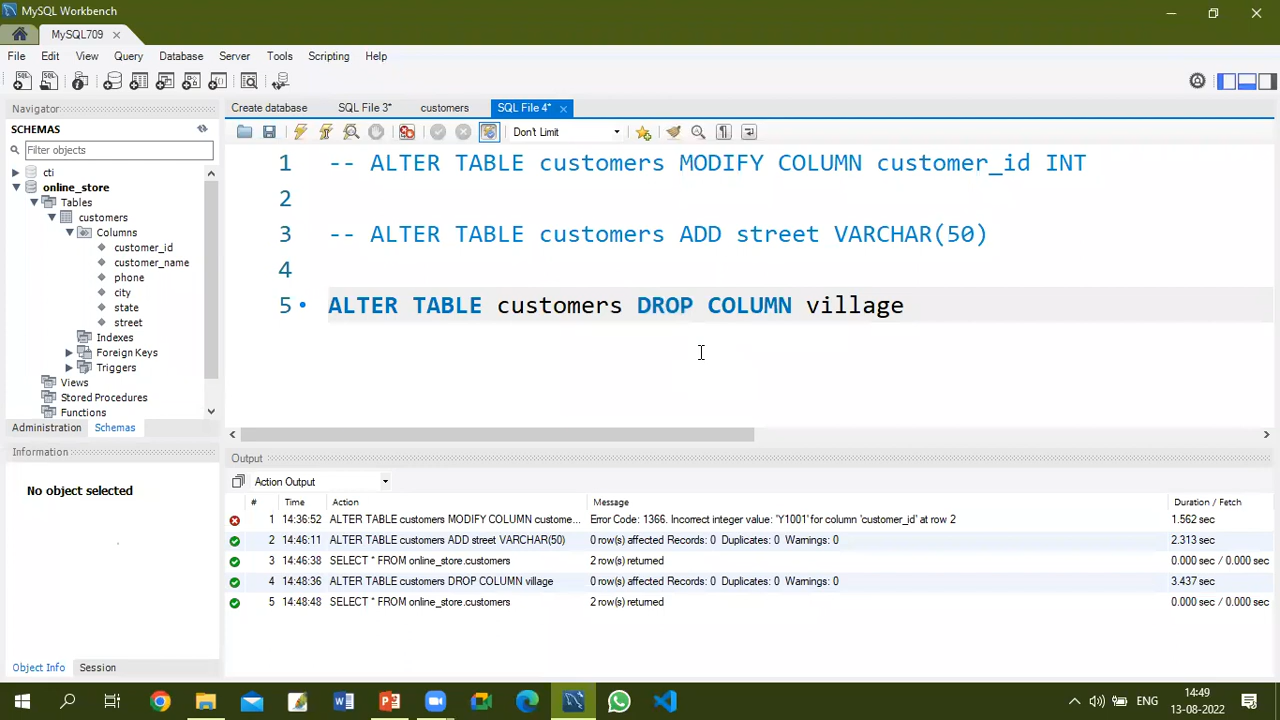 MySQL Workbench
MySQL709
File Edit View Query Database Server Tools Scripting Help
Navigator
SCHEMAS
Filter objects
cti
online_store
Tables
customers
Columns
customer_id
customer_name
phone
city
state
street
Indexes
Foreign Keys
Triggers
Views
Stored Procedures
Functions
Administration Schemas
Information
No object selected
Object Info Session
Create database SQL File 3* customers SQL File 4*
Don't Limit
1 -- ALTER TABLE customers MODIFY COLUMN customer_id INT
2
3 -- ALTER TABLE customers ADD street VARCHAR(50)
4
5 ALTER TABLE customers DROP COLUMN village
Output
Action Output
# Time Action Message Duration / Fetch
1 14:36:52 ALTER TABLE customers MODIFY COLUMN custome... Error Code: 1366. Incorrect integer value: 'Y1001' for column 'customer_id' at row 2 1.562 sec
2 14:46:11 ALTER TABLE customers ADD street VARCHAR(50) 0 row(s) affected Records: 0 Duplicates: 0 Warnings: 0 2.313 sec
3 14:46:38 SELECT * FROM online_store.customers 2 row(s) returned 0.000 sec / 0.000 sec
4 14:48:36 ALTER TABLE customers DROP COLUMN village 0 row(s) affected Records: 0 Duplicates: 0 Warnings: 0 3.437 sec
5 14:48:48 SELECT * FROM online_store.customers 2 row(s) returned 0.000 sec / 0.000 sec
ENG
14:49
13-08-2022